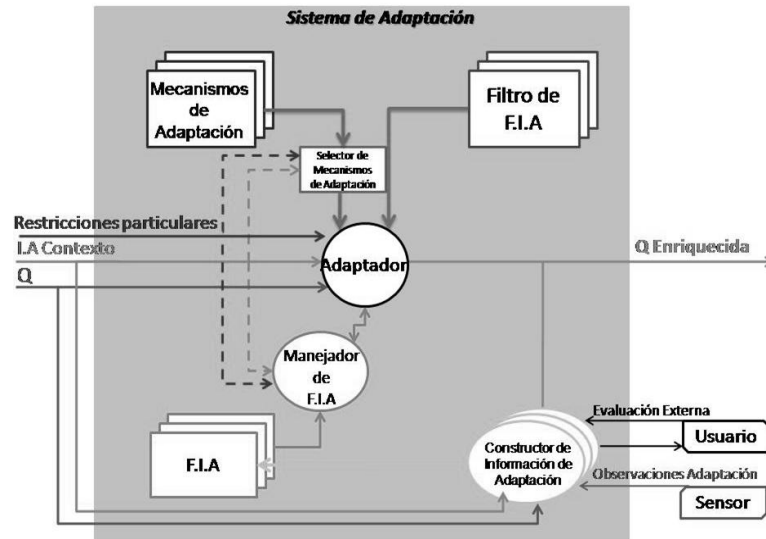 Sistema de Adaptación
Mecanismos
de
Adaptación
Filtro de
F.I.A
Selector de
Mecanismos
de Adaptación
Restricciones particulares
I.A Contexto
Q
Adaptador
Q Enriquecida
Manejador
de
F.I.A
F.I.A
Constructor de
Información de
Adaptación
Evaluación Externa
Usuario
Observaciones Adaptación
Sensor